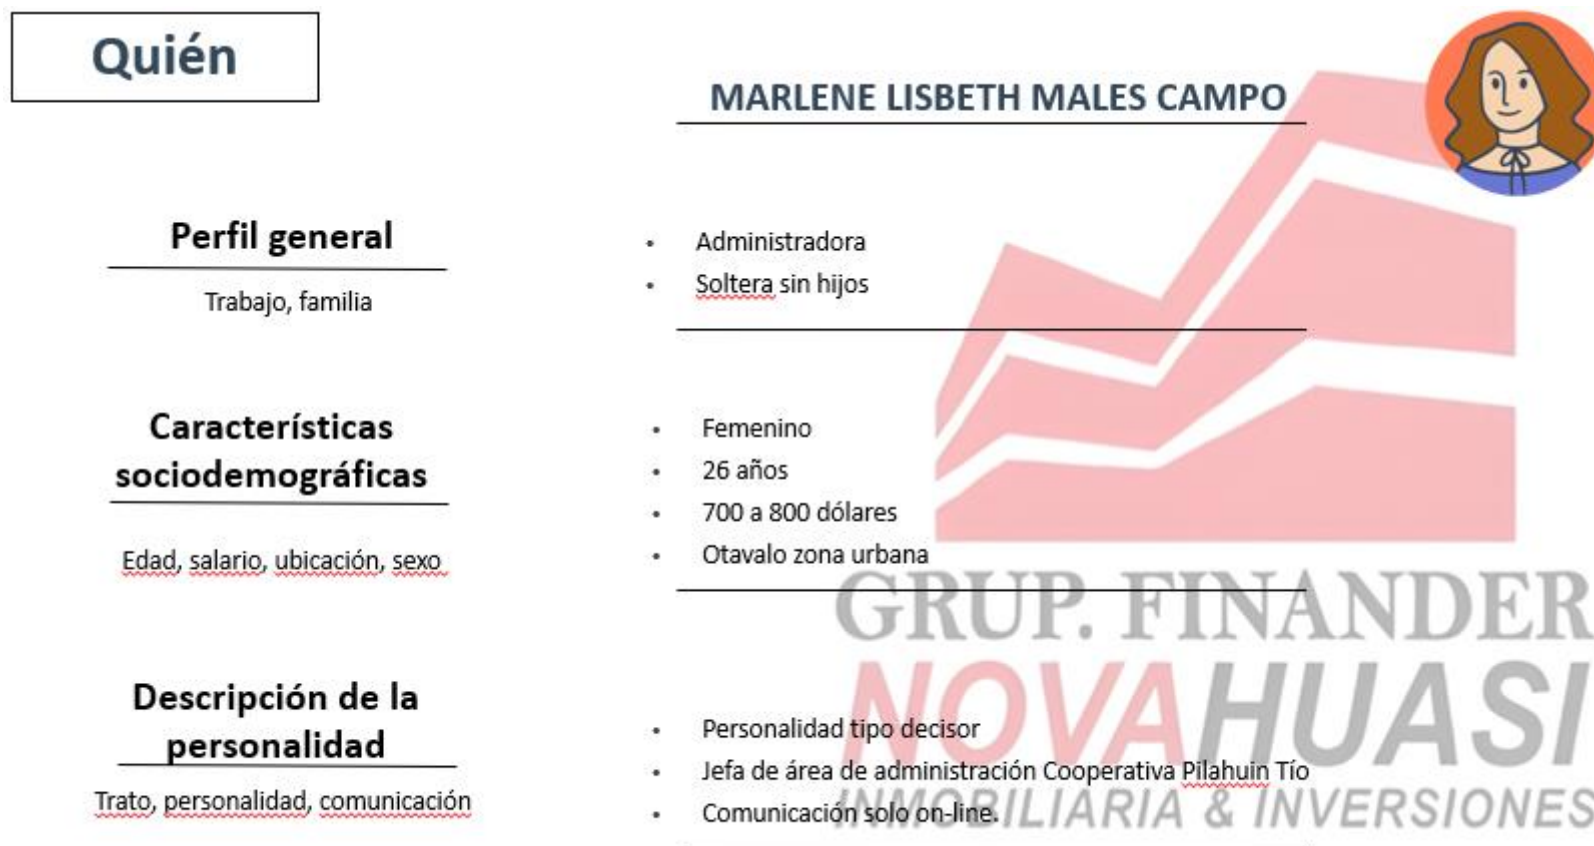 Quién
MARLENE LISBETH MALES CAMPO
Perfil general
Trabajo, familia
• Administradora
• Soltera sin hijos
Características
sociodemográficas
Edad, salario, ubicación, sexo
• Femenino
• 26 años
• 700 a 800 dólares
• Otavalo zona urbana
Descripción de la
personalidad
Trato, personalidad, comunicación
• Personalidad tipo decisor
• Jefa de área de administración Cooperativa Pilahuin Tío
• Comunicación solo on-line.
GRUP. FINANDER
NOVAHUASI
INMOBILIARIA & INVERSIONES